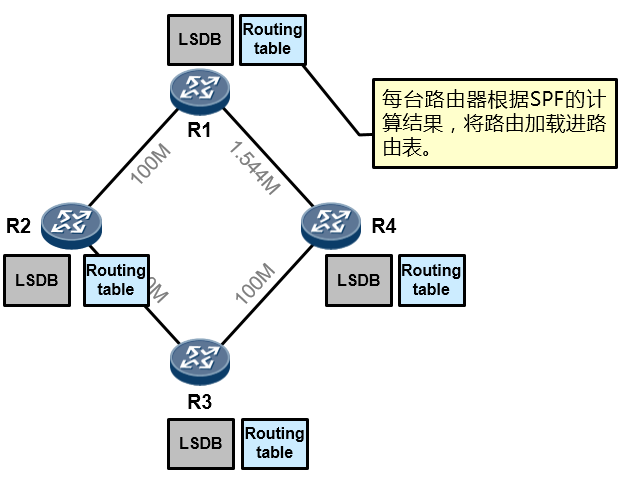 LSDB
Routing
table
R1
每台路由器根据SPF的计
算结果，将路由加载进路
由表。
100M
1.544M
R2
R4
LSDB
Routing
table
LSDB
Routing
table
100M
R3
LSDB
Routing
table